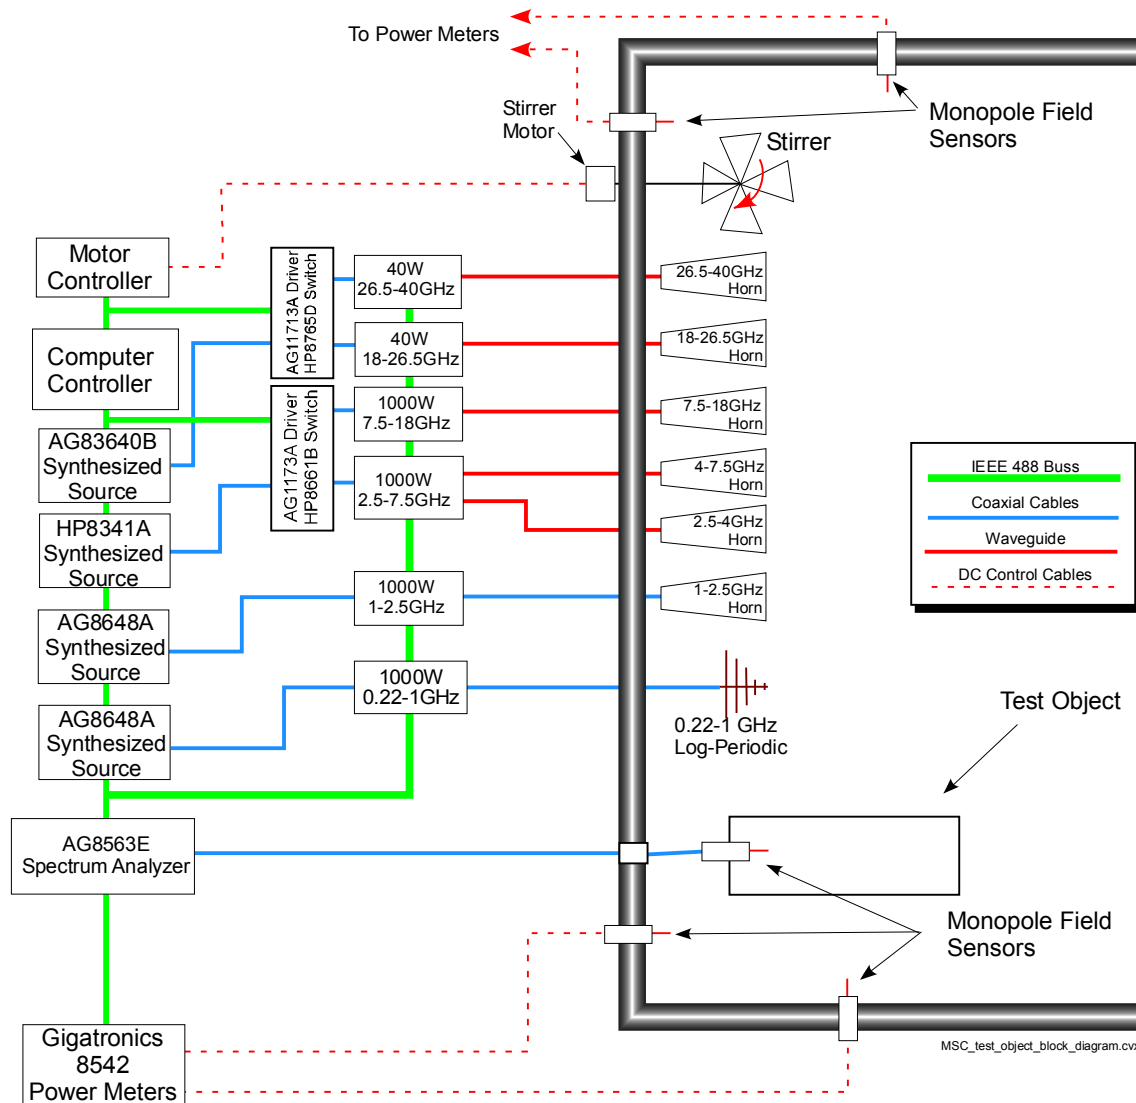 To Power Meters
Stirrer
Motor
Monopole Field
Sensors
Stirrer
Motor
Controller
Computer
Controller
AG83640B
Synthesized
Source
HP8341A
Synthesized
Source
AG8648A
Synthesized
Source
AG8648A
Synthesized
Source
AG8563E
Spectrum Analyzer
Gigatronics
8542
Power Meters
AG11713A Driver
HP8765D Switch
AG1173A Driver
HP8661B Switch
40W
26.5-40GHz
40W
18-26.5GHz
1000W
7.5-18GHz
1000W
2.5-7.5GHz
1000W
1-2.5GHz
1000W
0.22-1GHz
26.5-40GHz
Horn
18-26.5GHz
Horn
7.5-18GHz
Horn
4-7.5GHz
Horn
2.5-4GHz
Horn
1-2.5GHz
Horn
0.22-1 GHz
Log-Periodic
IEEE 488 Buss
Coaxial Cables
Waveguide
DC Control Cables
Test Object
Monopole Field
Sensors
MSC_test_object_block_diagram.cvx